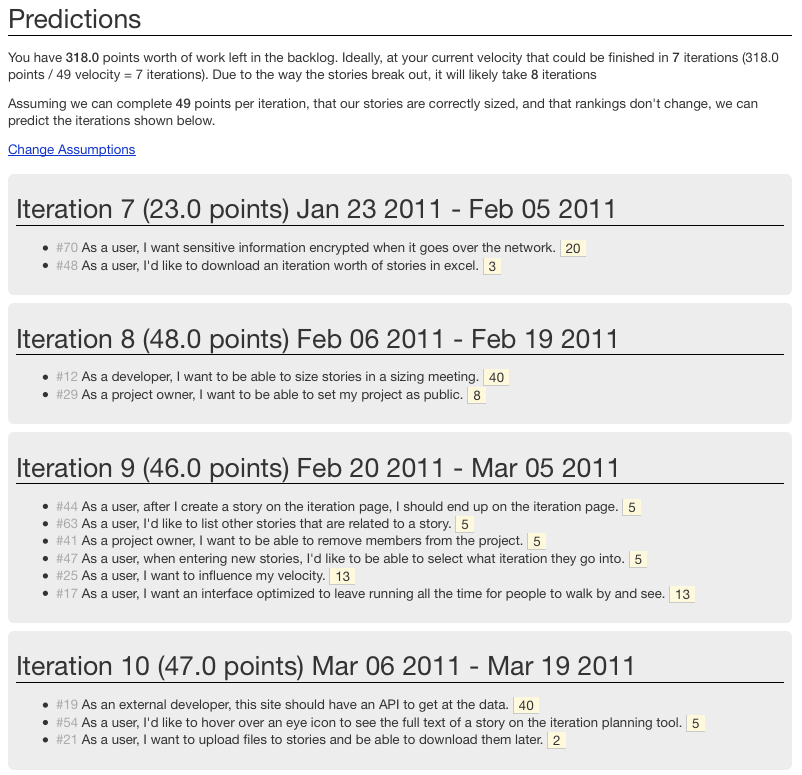 Predictions
You have 318.0 points worth of work left in the backlog. Ideally, at your current velocity that could be finished in 7 iterations (318.0
points / 49 velocity = 7 iterations). Due to the way the stories break out, it will likely take 8 iterations
Assuming we can complete 49 points per iteration, that our stories are correctly sized, and that rankings don't change, we can
predict the iterations shown below.
Change Assumptions
Iteration 7 (23.0 points) Jan 23 2011 - Feb 05 2011
• #70 As a user, I want sensitive information encrypted when it goes over the network. 20
• #48 As a user, I'd like to download an iteration worth of stories in excel. 3
Iteration 8 (48.0 points) Feb 06 2011 - Feb 19 2011
• #12 As a developer, I want to be able to size stories in a sizing meeting. 40
• #29 As a project owner, I want to be able to set my project as public. 8
Iteration 9 (46.0 points) Feb 20 2011 - Mar 05 2011
• #44 As a user, after I create a story on the iteration page, I should end up on the iteration page. 5
• #63 As a user, I'd like to list other stories that are related to a story. 5
• #41 As a project owner, I want to be able to remove members from the project. 5
• #47 As a user, when entering new stories, I'd like to be able to select what iteration they go into. 5
• #25 As a user, I want to influence my velocity. 13
• #17 As a user, I want an interface optimized to leave running all the time for people to walk by and see. 13
Iteration 10 (47.0 points) Mar 06 2011 - Mar 19 2011
• #19 As an external developer, this site should have an API to get at the data. 40
• #54 As a user, I'd like to hover over an eye icon to see the full text of a story on the iteration planning tool. 5
• #21 As a user, I want to upload files to stories and be able to download them later. 2